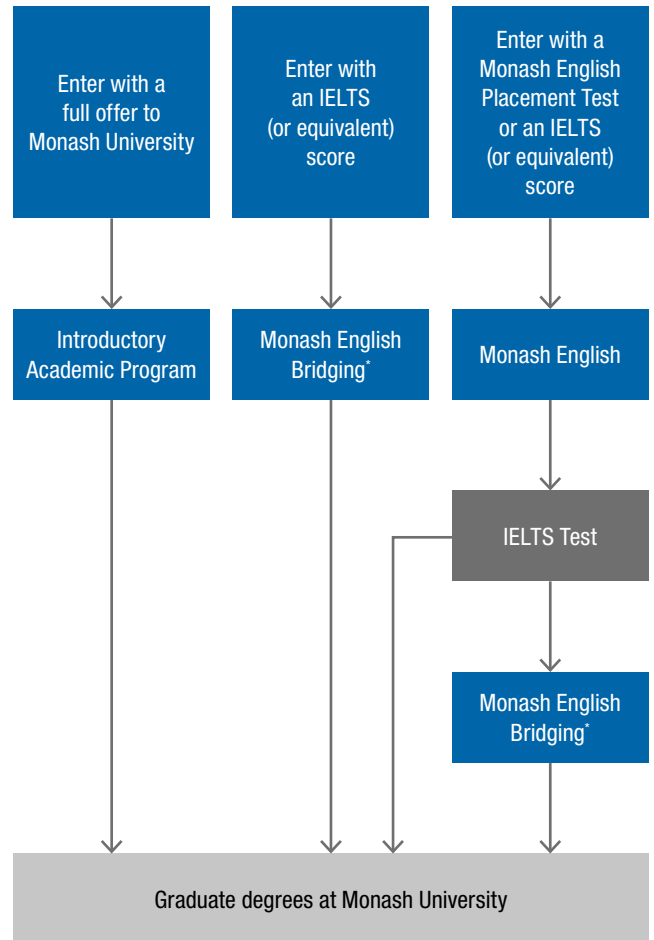 Enter with a
full offer to
Monash University
Enter with
an IELTS
(or equivalent)
score
Enter with a
Monash English
Placement Test
or an IELTS
(or equivalent)
score
Introductory
Academic Program
Monash English
Bridging*
Monash English
IELTS Test
Monash English
Bridging*
Graduate degrees at Monash University